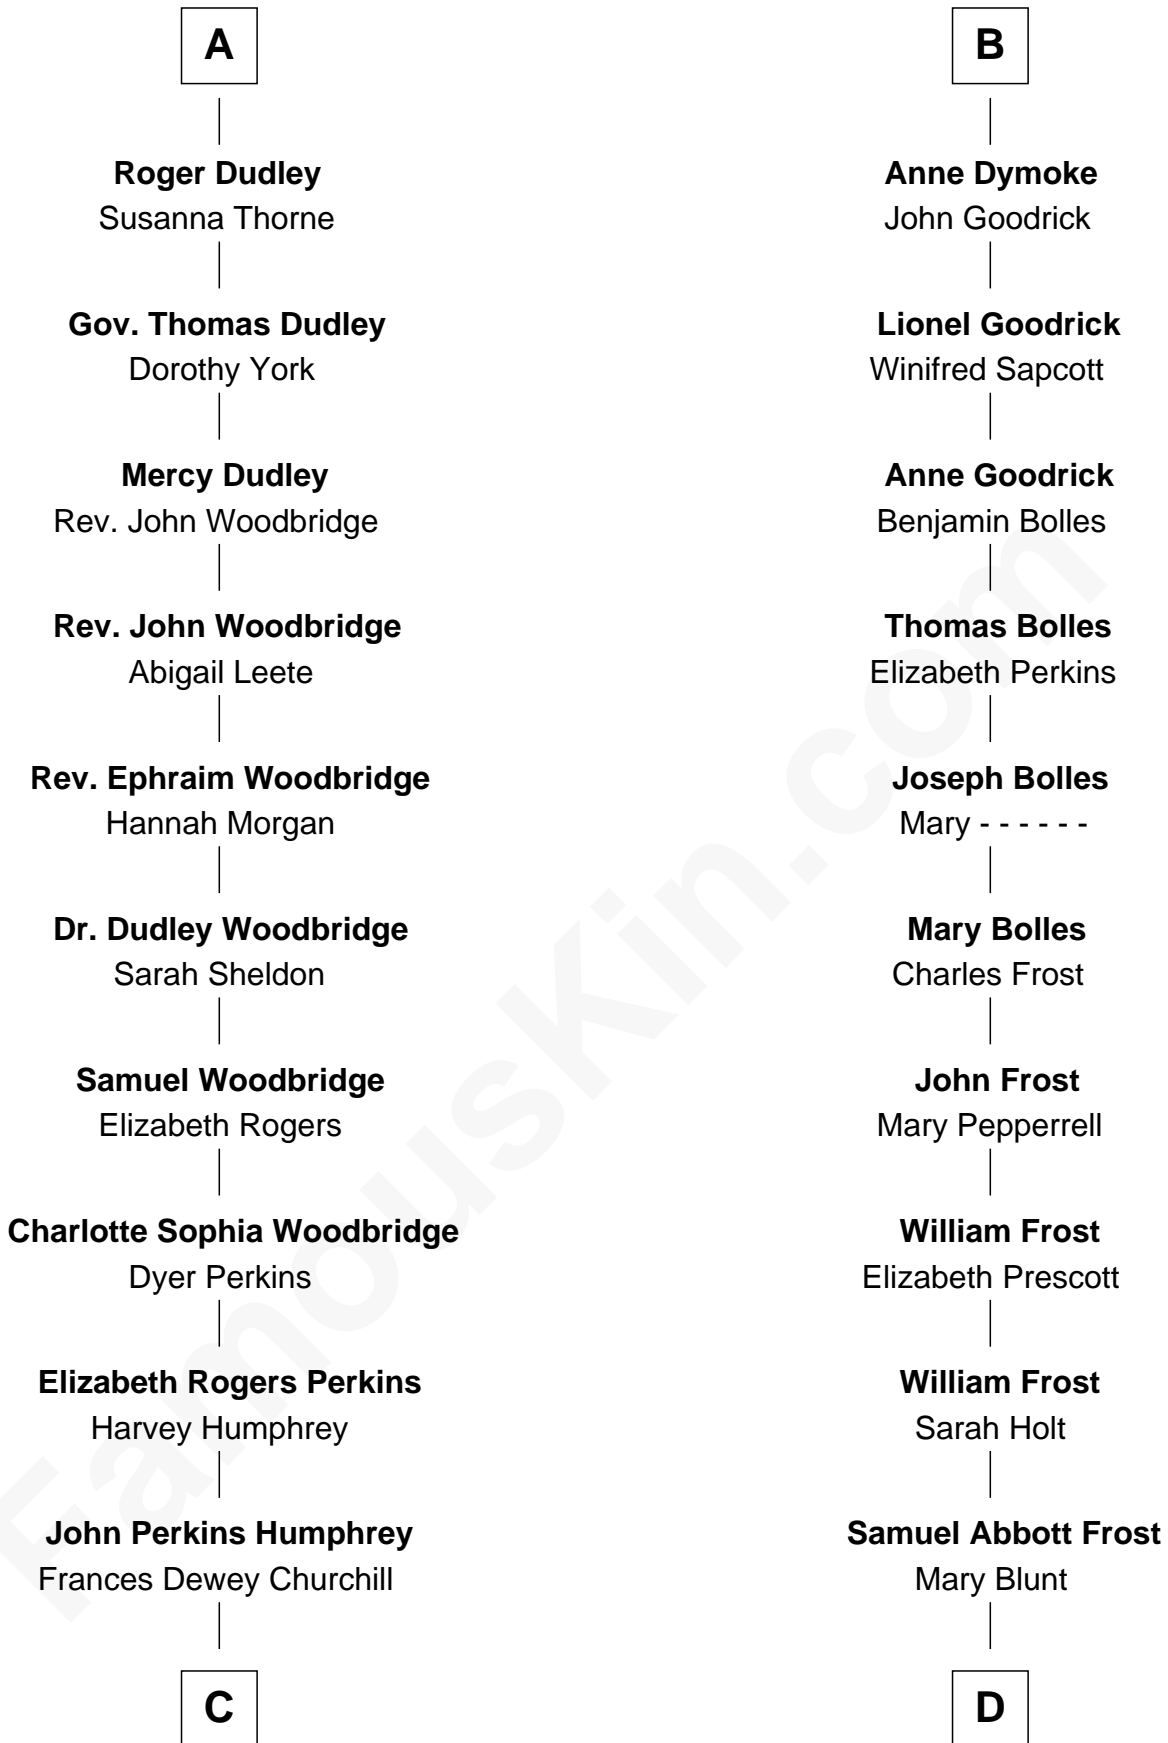 A
Roger Dudley
Susanna Thorne
Gov. Thomas Dudley
Dorothy York
Mercy Dudley
Rev. John Woodbridge
Rev. John Woodbridge
Abigail Leete
Rev. Ephraim Woodbridge
Hannah Morgan
Dr. Dudley Woodbridge
Sarah Sheldon
Samuel Woodbridge
Elizabeth Rogers
Charlotte Sophia Woodbridge
Dyer Perkins
Elizabeth Rogers Perkins
Harvey Humphrey
John Perkins Humphrey
Frances Dewey Churchill
C
B
Anne Dymoke
John Goodrick
Lionel Goodrick
Winifred Sapcott
Anne Goodrick
Benjamin Bolles
Thomas Bolles
Elizabeth Perkins
Joseph Bolles
Mary - - - - - -
Mary Bolles
Charles Frost
John Frost
Mary Pepperrell
William Frost
Elizabeth Prescott
William Frost
Sarah Holt
Samuel Abbott Frost
Mary Blunt
D
FamousKin.com